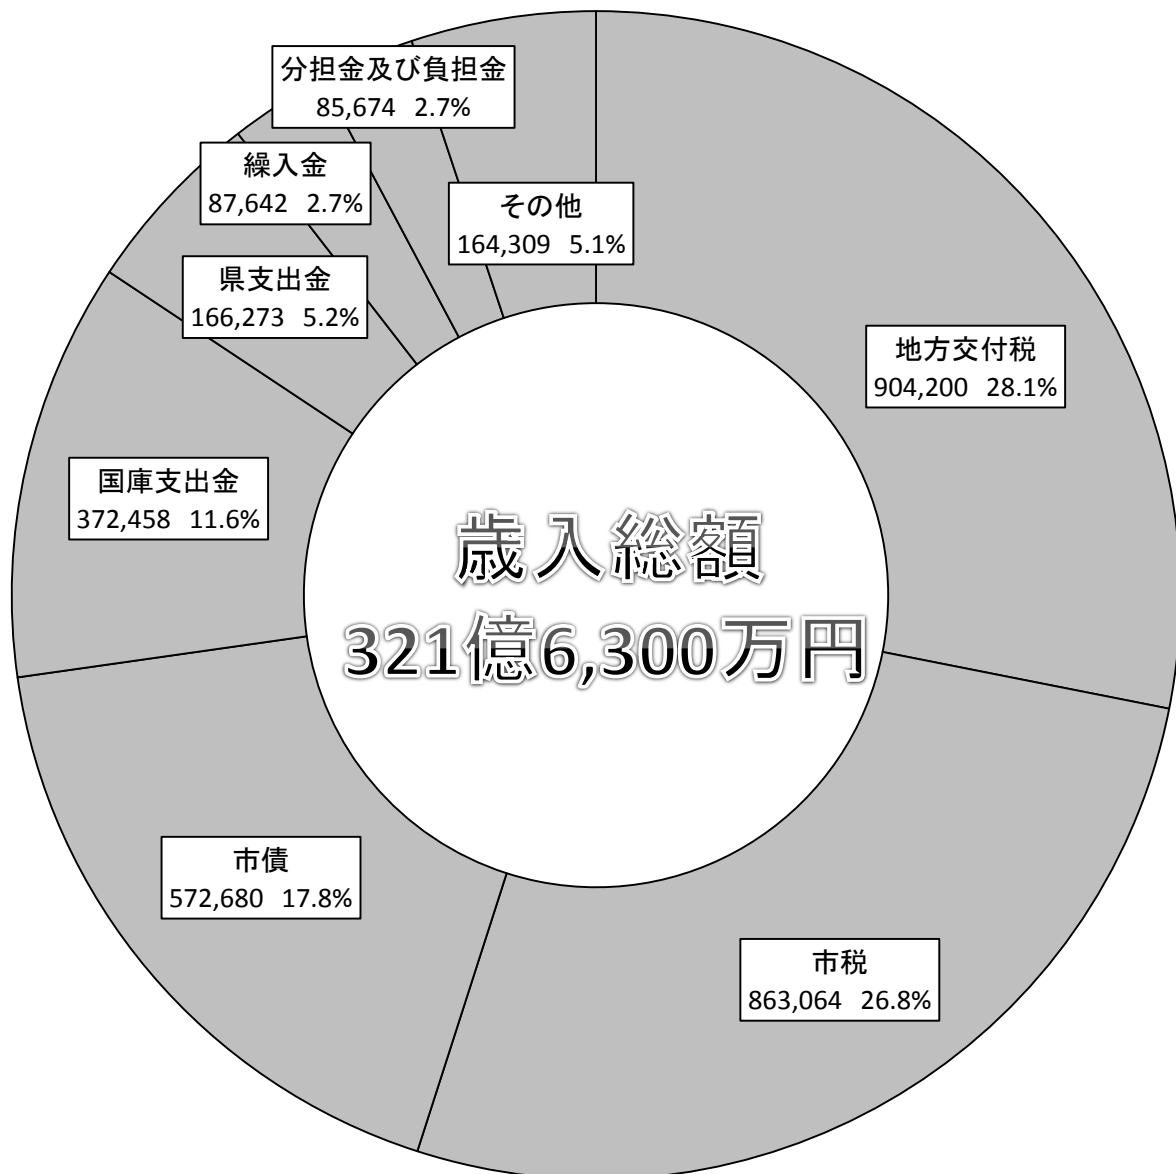 分担金及び負担金
85,674 2.7%
繰入金
87,642 2.7%
その他
164,309 5.1%
県支出金
166,273 5.2%
地方交付税
904,200 28.1%
国庫支出金
372,458 11.6%
歳入総額
321億6,300万円
市債
572,680 17.8%
市税
863,064 26.8%